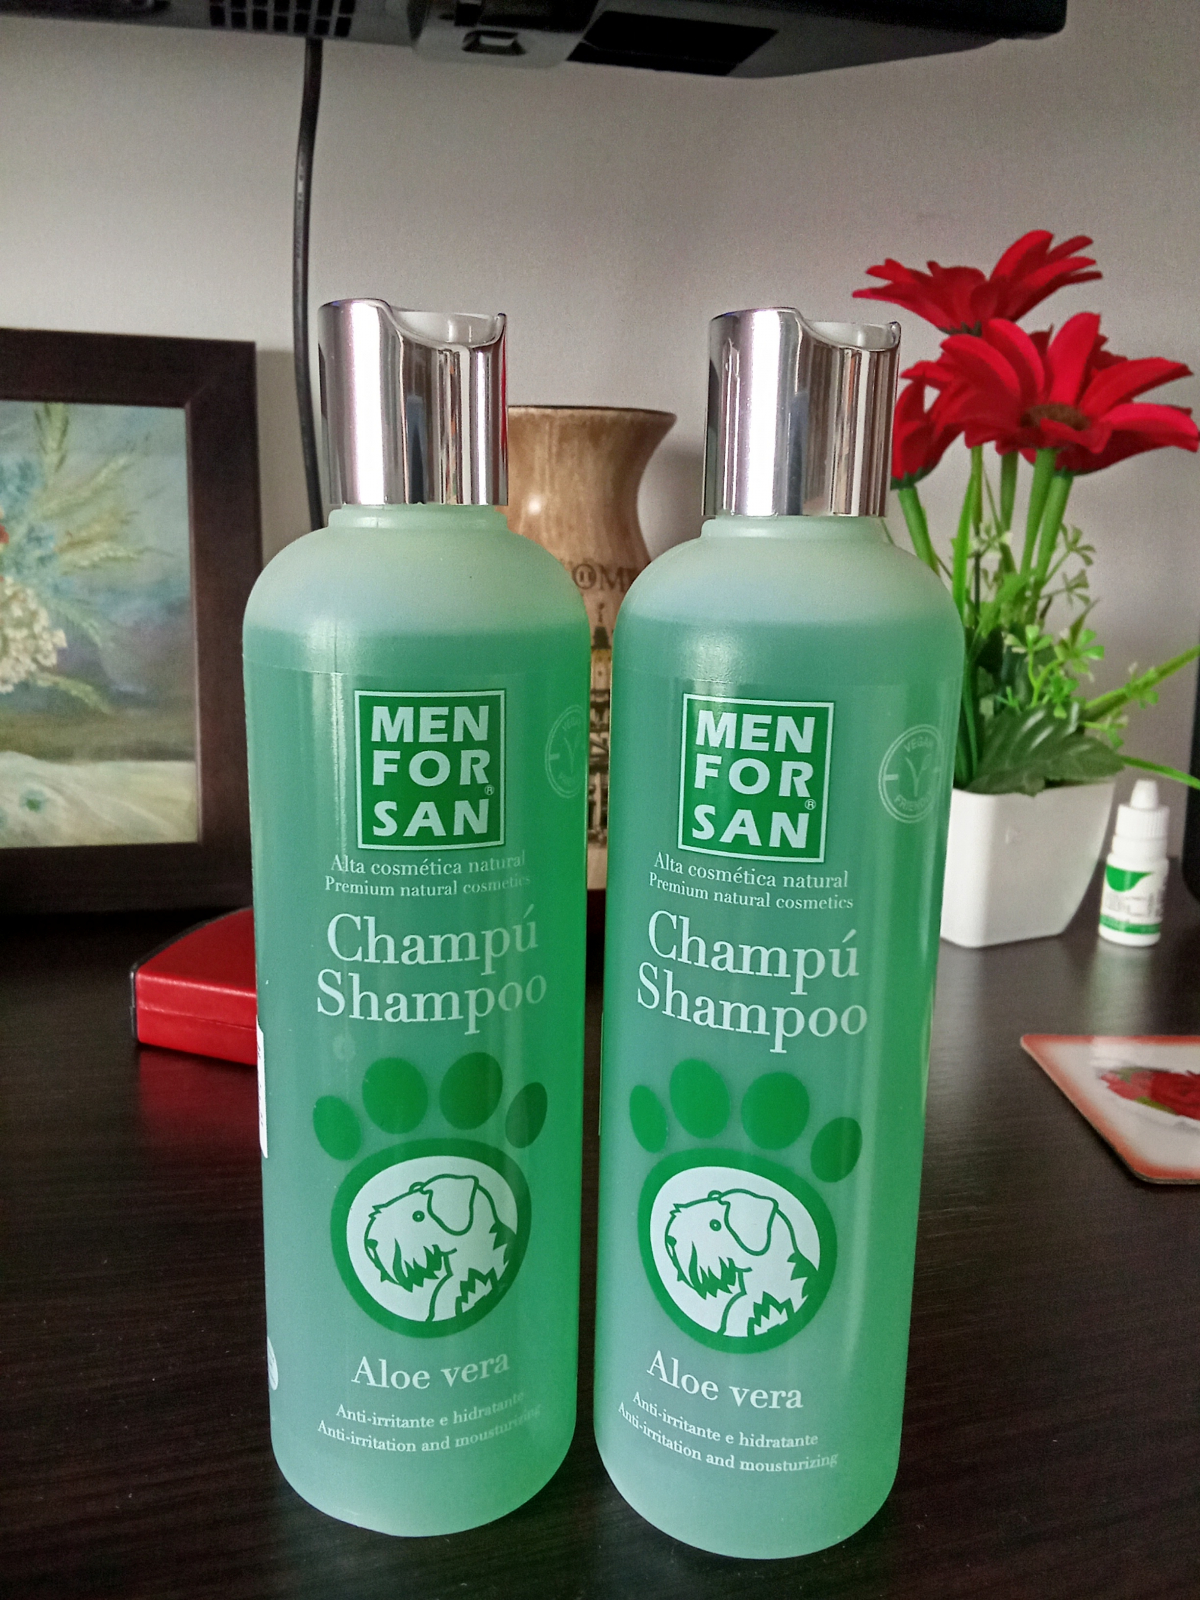 MEN
FOR
SAN®
Alta cosmética natural
Premium natural cosmetics
Champú
Shampoo
Aloe vera
Anti-irritante e hidratante
Anti-irritation and mousturizing
MEN
FOR
SAN®
VEGAN
FRIENDLY
Alta cosmética natural
Premium natural cosmetics
Champú
Shampoo
Aloe vera
Anti-irritante e hidratante
Anti-irritation and mousturizing